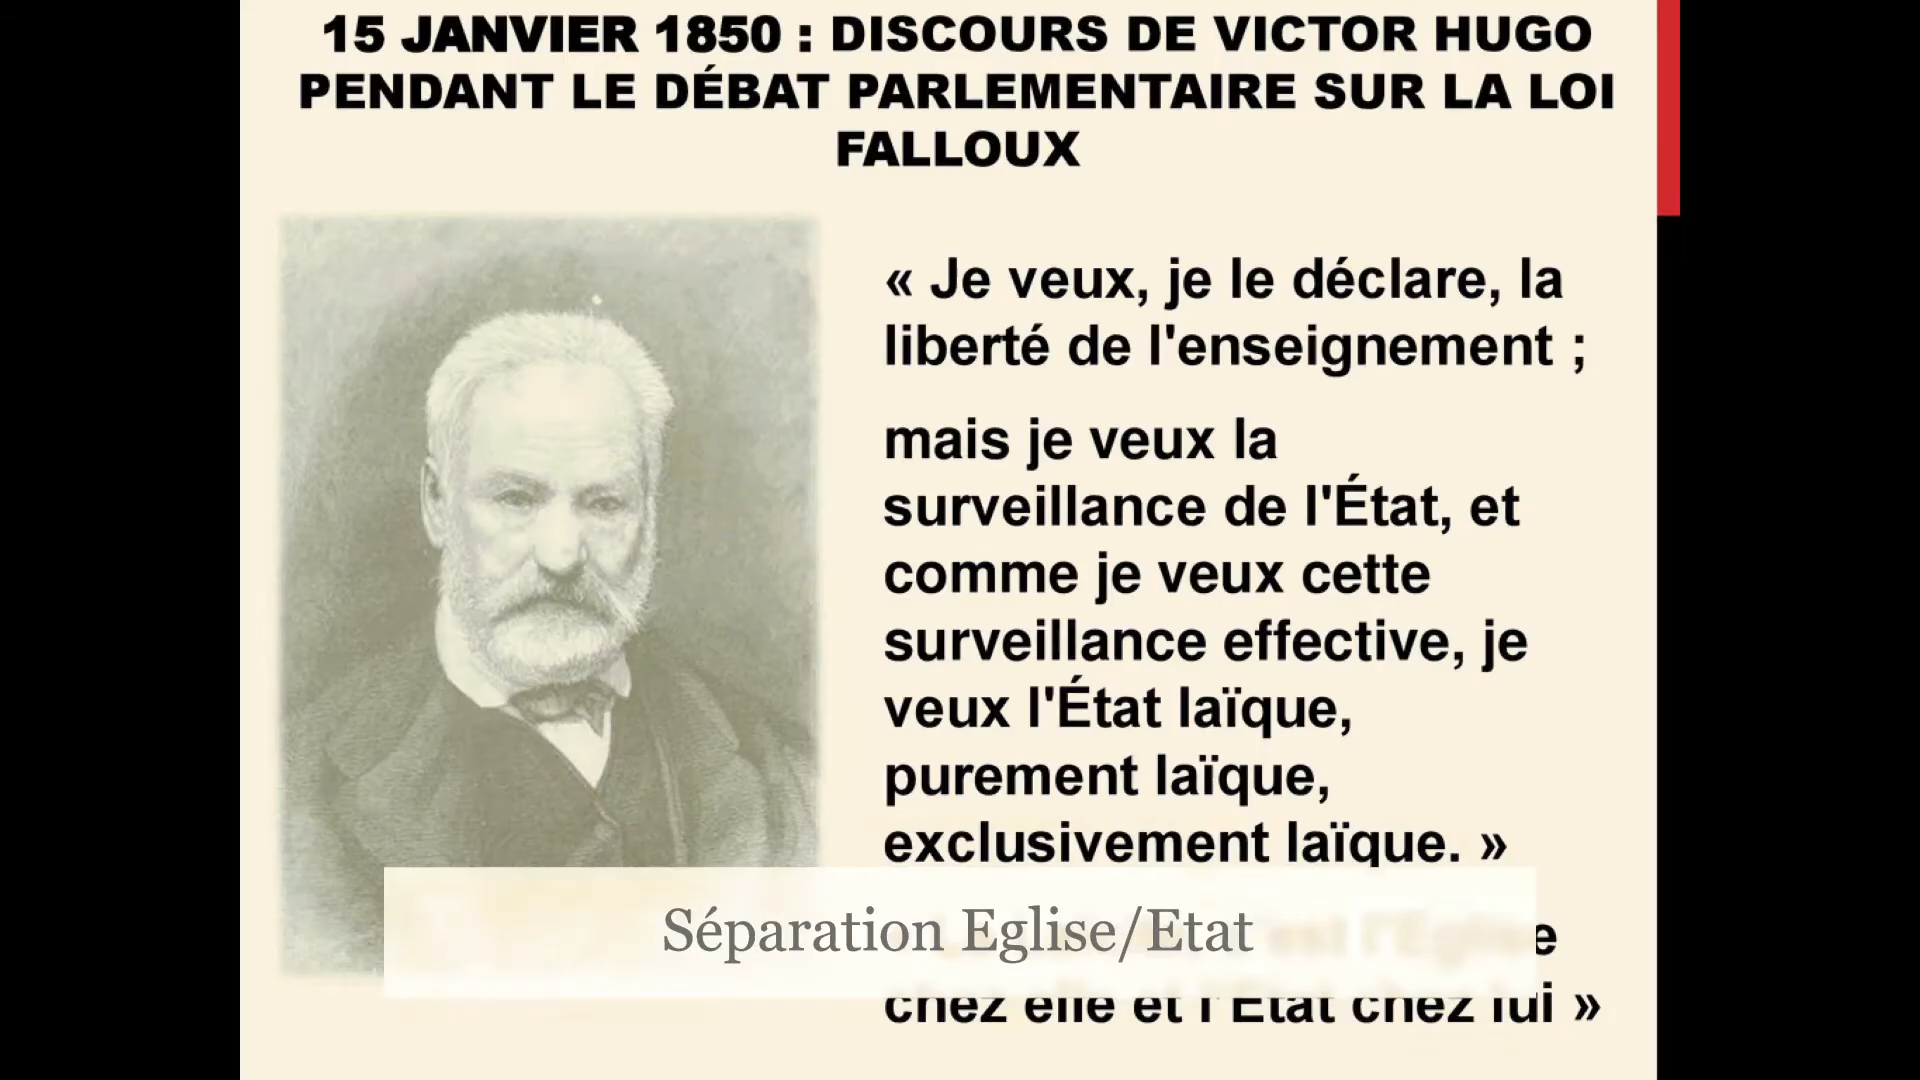 15 JANVIER 1850 : DISCOURS DE VICTOR HUGO
PENDANT LE DÉBAT PARLEMENTAIRE SUR LA LOI
FALLOUX
« Je veux, je le déclare, la
liberté de l'enseignement ;
mais je veux la
surveillance de l'État, et
comme je veux cette
surveillance effective, je
veux l'État laïque,
purement laïque,
exclusivement laïque. »
Séparation Eglise/Etat
chez elle et l'État chez lui »